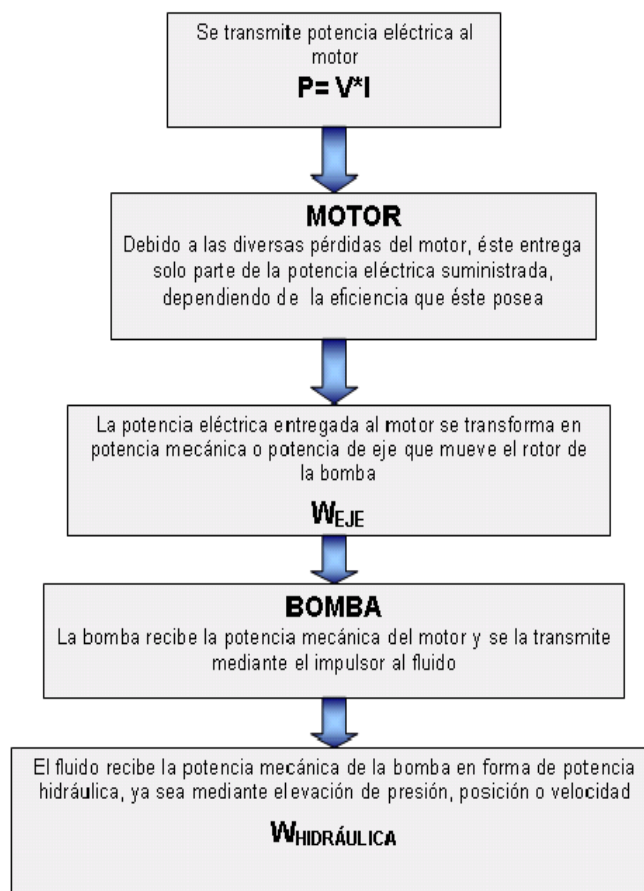 Se transmite potencia eléctrica al
motor
P= V*I
MOTOR
Debido a las diversas pérdidas del motor, éste entrega
solo parte de la potencia eléctrica suministrada,
dependiendo de la eficiencia que éste posea
La potencia eléctrica entregada al motor se transforma en
potencia mecánica o potencia de eje que mueve el rotor de
la bomba
WEJE
BOMBA
La bomba recibe la potencia mecánica del motor y se la transmite
mediante el impulsor al fluido
El fluido recibe la potencia mecánica de la bomba en forma de potencia
hidráulica, ya sea mediante elevación de presión, posición o velocidad
WHIDRÁULICA